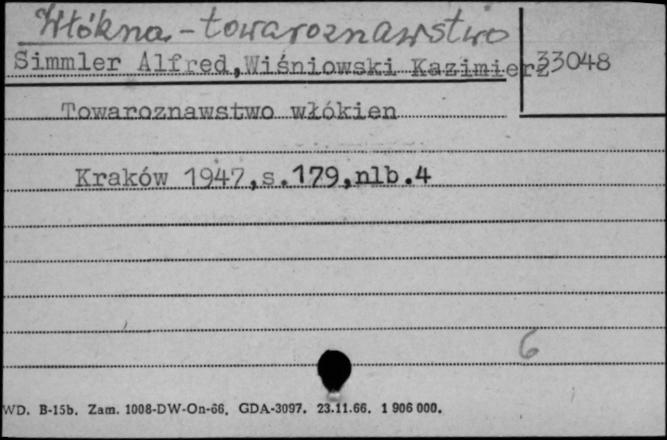 Włókna - towaroznawstwo
Simmler Alfred,Wiśniowski Kazimierz
33048
Towaroznawstwo włókien
Kraków 1947,s.179,nlb.4
6
WD. B-15b. Zam. 1008-DW-On-66. GDA-3097. 23.11.66. 1 906 000.